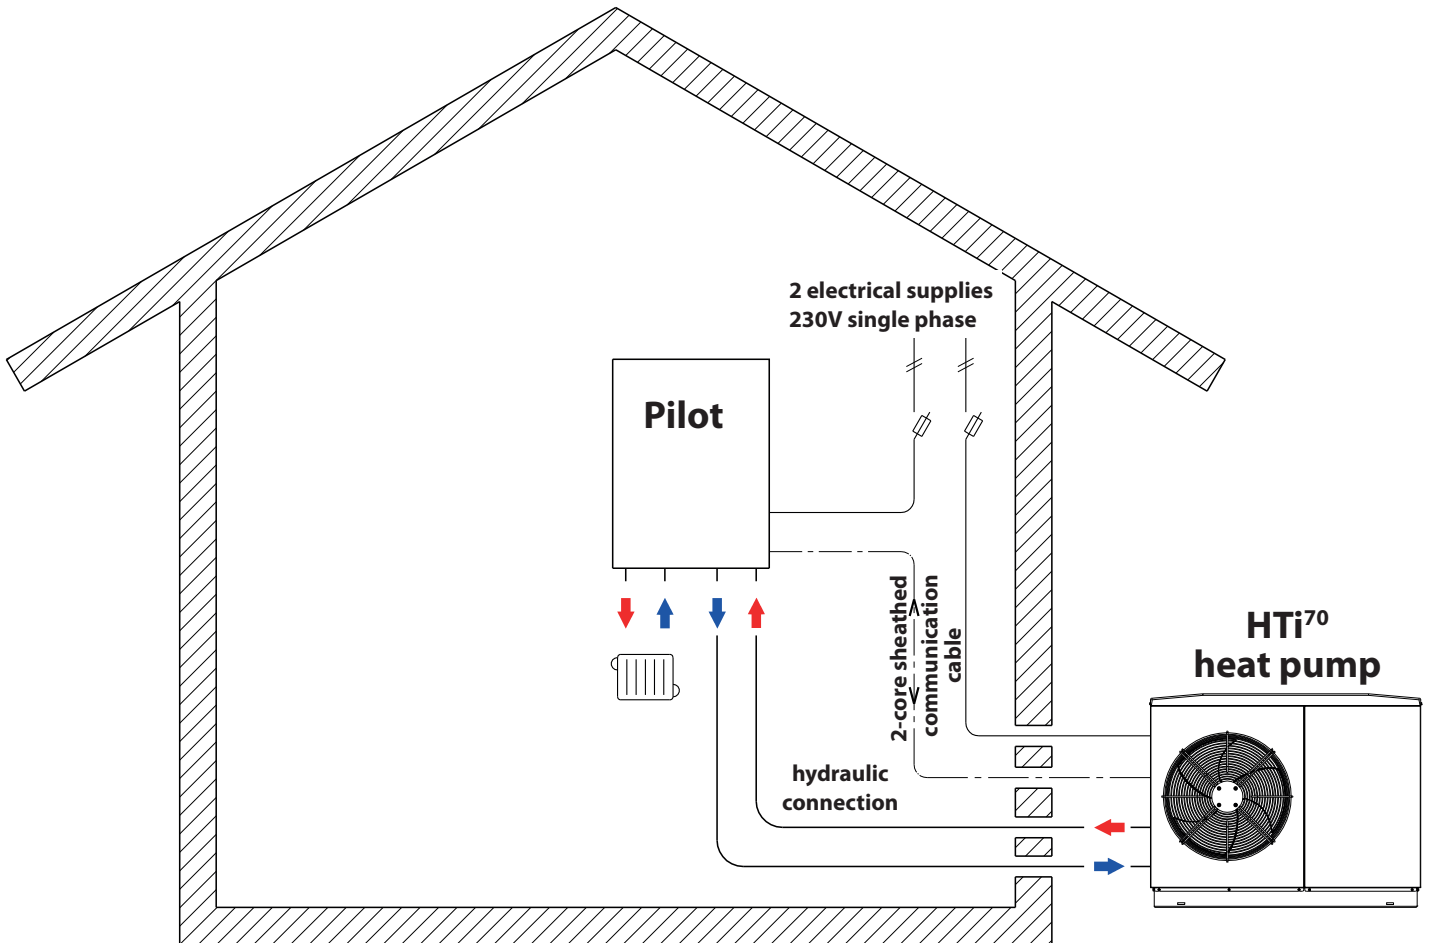 2 electrical supplies
230V single phase
Pilot
2-core sheathed
communication
cable
HTi⁷⁰
heat pump
hydraulic
connection